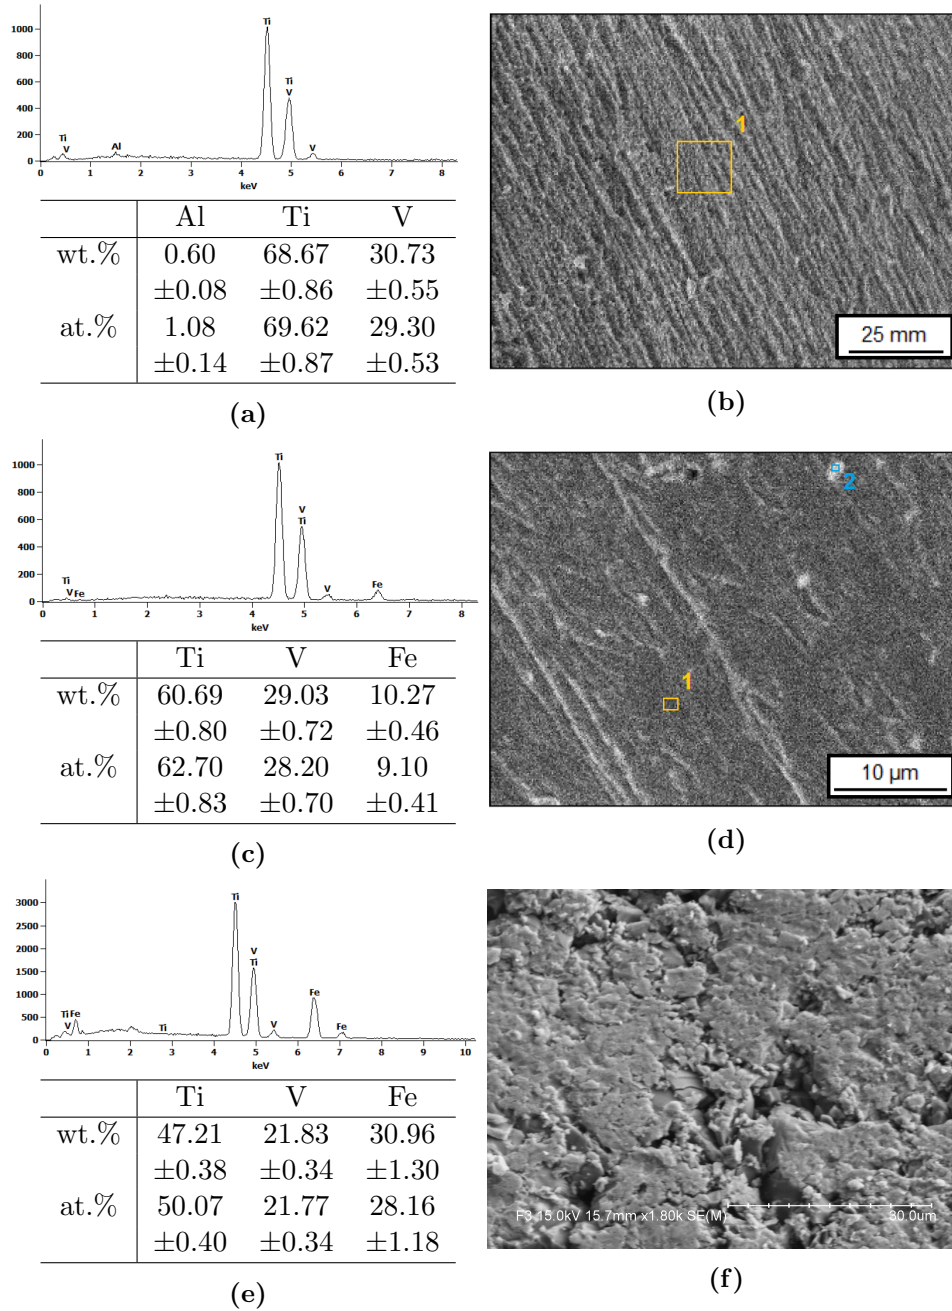 Ti
1000
800
Ti
600
V
400
200
Ti
V
Al
V
0
0 1 2 3 4 5 6 7 8
keV
Al Ti V
wt.% 0.60 68.67 30.73
±0.08 ±0.86 ±0.55
at.% 1.08 69.62 29.30
±0.14 ±0.87 ±0.53
(a)
1
25 mm
(b)
Ti
1000
800
V
600
Ti
400
200
Ti
V Fe
V
Fe
0
0 1 2 3 4 5 6 7 8
keV
Ti V Fe
wt.% 60.69 29.03 10.27
±0.80 ±0.72 ±0.46
at.% 62.70 28.20 9.10
±0.83 ±0.70 ±0.41
(c)
2
1
10 µm
(d)
Ti
3000
2500
2000
V
1500
Ti
1000
Fe
500
Ti Fe
V
Ti
V
Fe
0
0 1 2 3 4 5 6 7 8 9 10
keV
Ti V Fe
wt.% 47.21 21.83 30.96
±0.38 ±0.34 ±1.30
at.% 50.07 21.77 28.16
±0.40 ±0.34 ±1.18
(e)
F3 15.0kV 15.7mm x1.80k SE(M) 30.0um
(f)